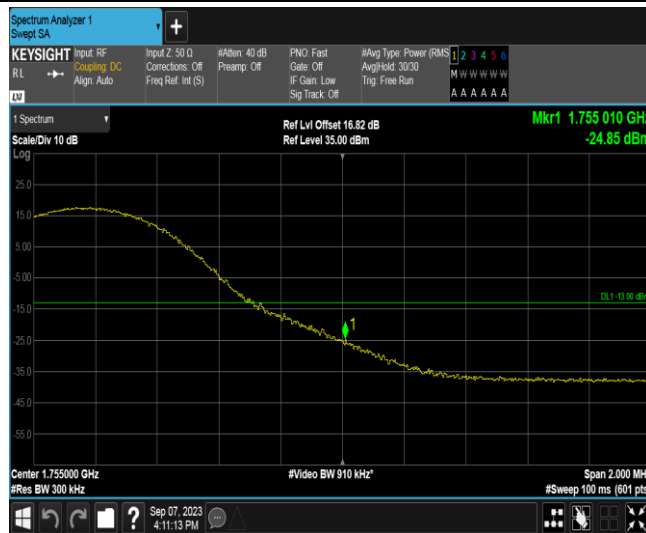 Spectrum Analyzer 1
Swept SA
KEYSIGHT Input: RF Input Z: 50 Ω #Atten: 40 dB PNO: Fast #Avg Type: Power (RMS 1 2 3 4 5 6
RL Coupling: DC Corrections: Off Preamp: Off Gate: Off Avg|Hold: 30/30 M W W W W W
Align: Auto Freq Ref: Int (S) IF Gain: Low Trig: Free Run
Sig Track: Off A A A A A A
LXI
1 Spectrum Ref Lvl Offset 16.82 dB Mkr1 1.755 010 GHz
Scale/Div 10 dB Ref Level 35.00 dBm -24.85 dBm
Log
25.0
15.0
5.00
-5.00
DL1 -13.00 dBm
-15.0
1
-25.0
-35.0
-45.0
-55.0
Center 1.755000 GHz #Video BW 910 kHz* Span 2.000 MH
#Res BW 300 kHz #Sweep 100 ms (601 pts
Sep 07, 2023
4:11:13 PM
?